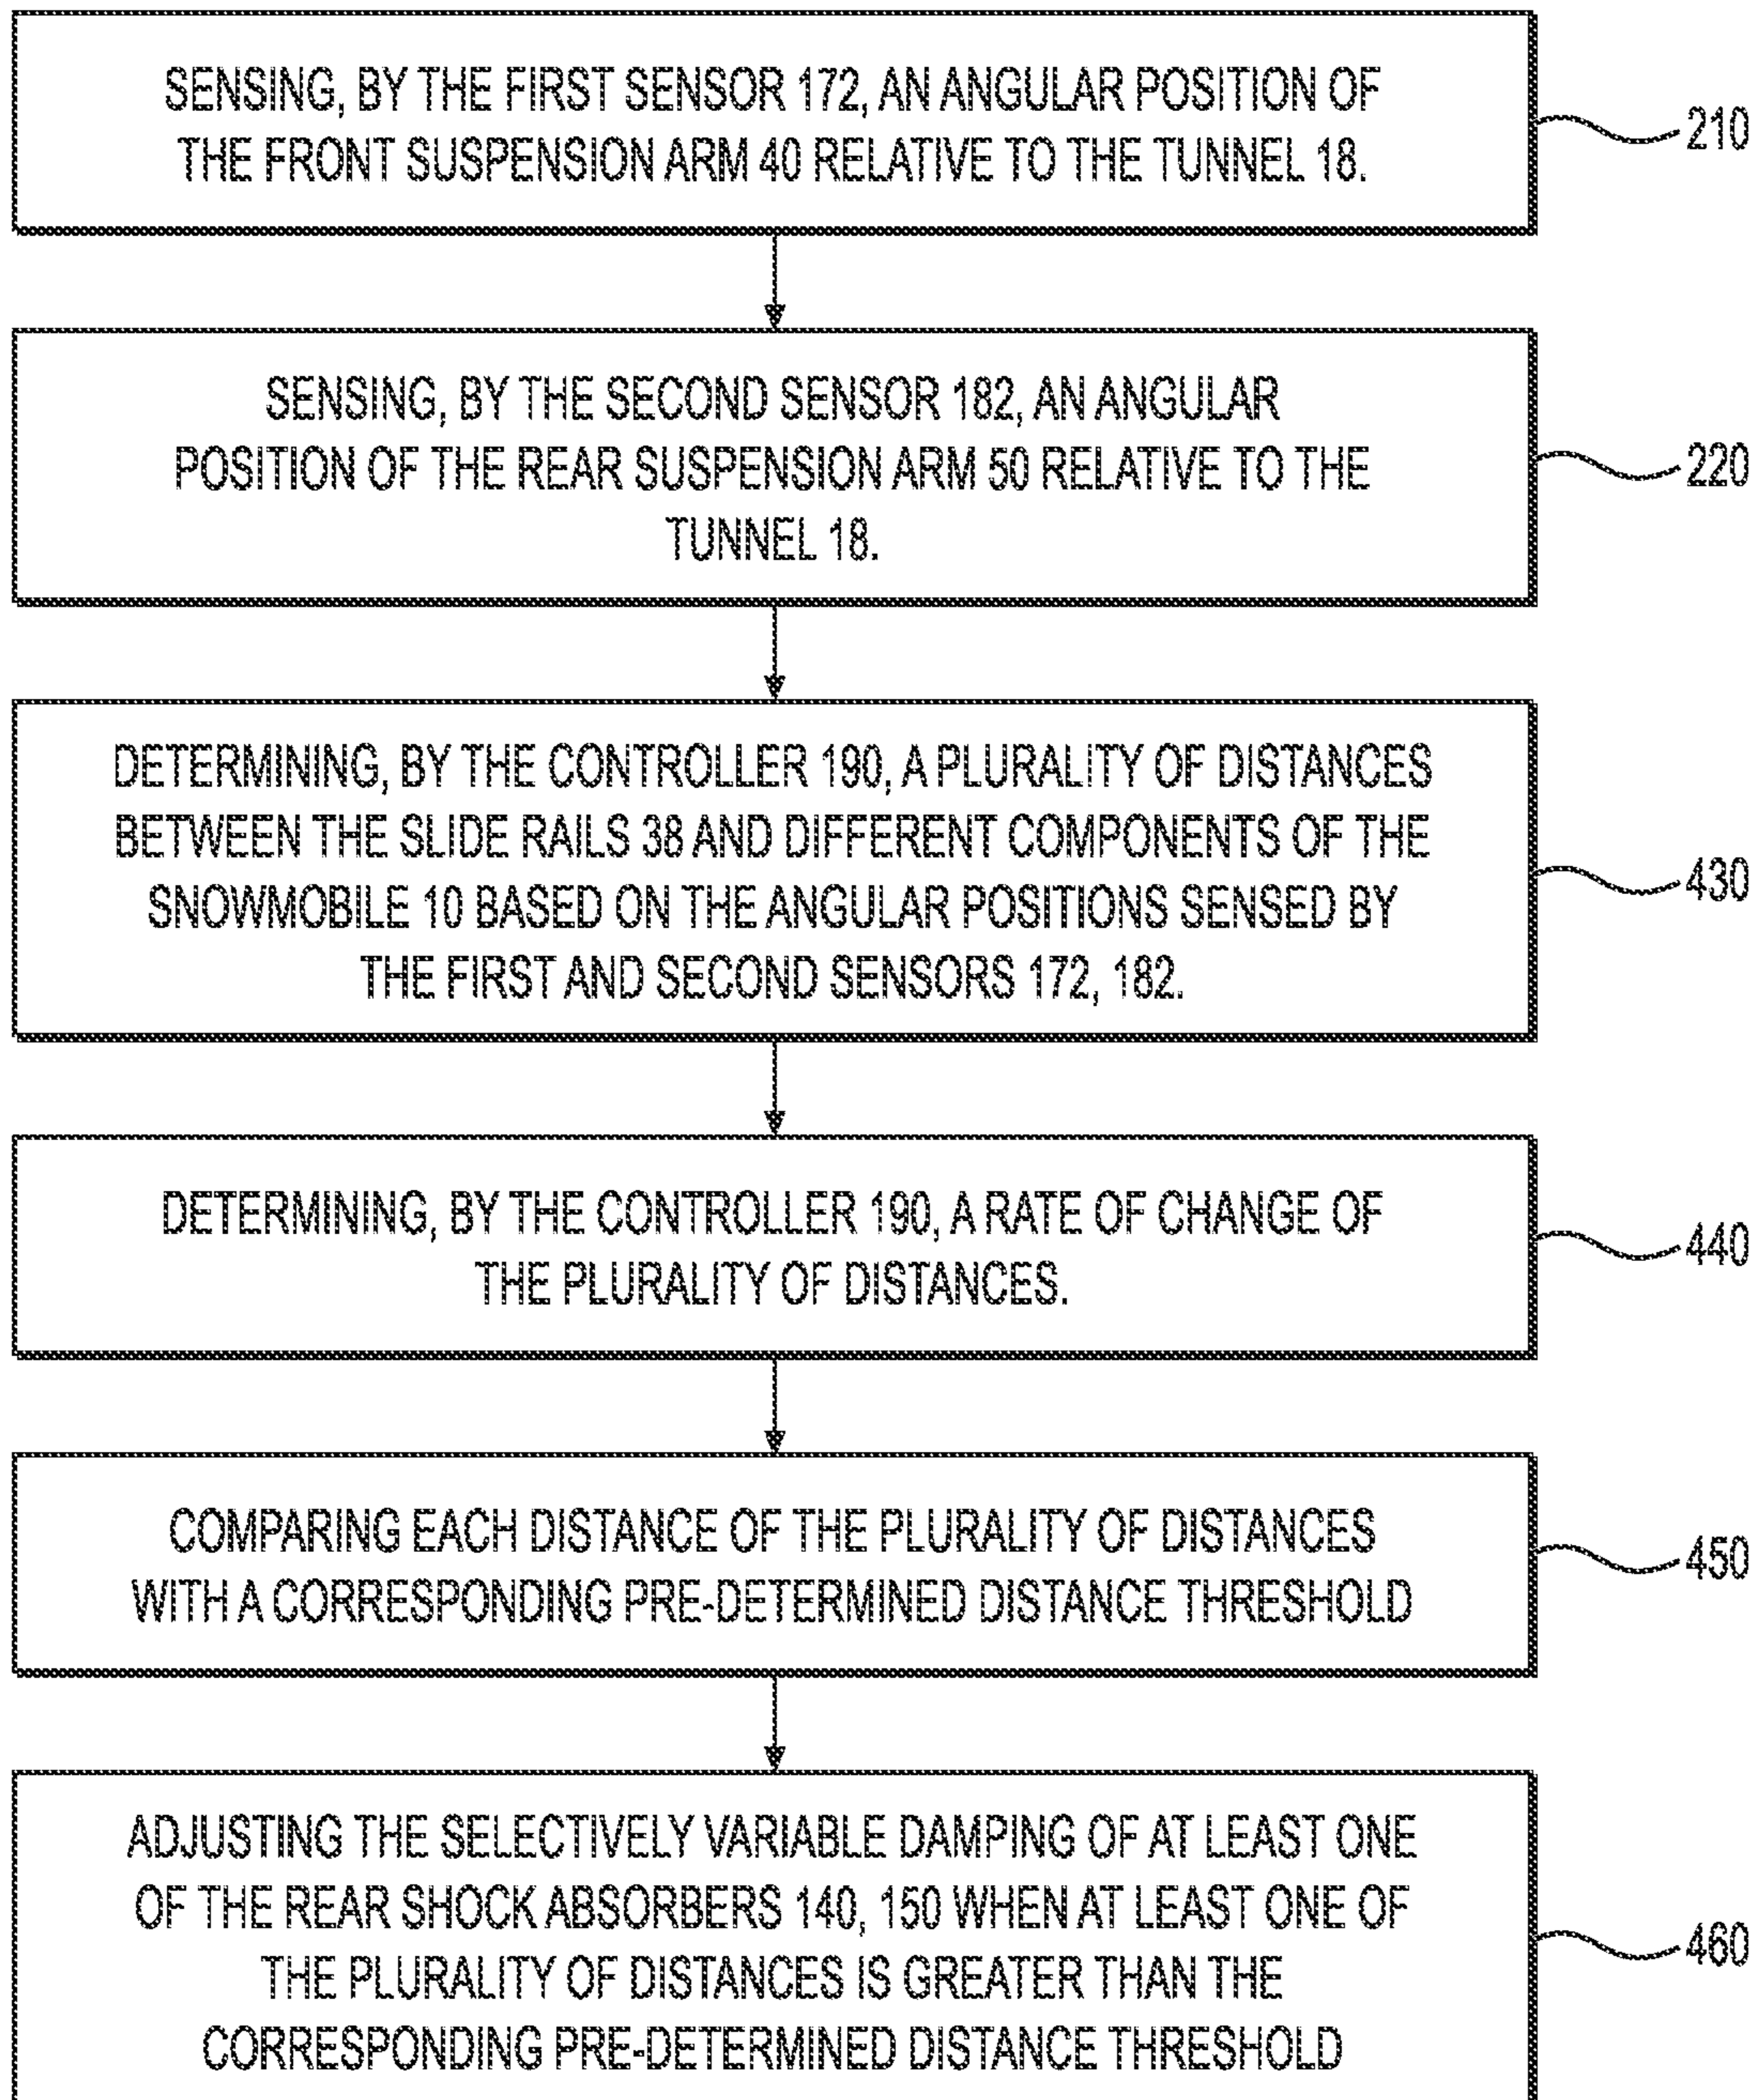 SENSING, BY THE FIRST SENSOR 172, AN ANGULAR POSITION OF
THE FRONT SUSPENSION ARM 40 RELATIVE TO THE TUNNEL 18.
210
SENSING, BY THE SECOND SENSOR 182, AN ANGULAR
POSITION OF THE REAR SUSPENSION ARM 50 RELATIVE TO THE
TUNNEL 18.
220
DETERMINING, BY THE CONTROLLER 190, A PLURALITY OF DISTANCES
BETWEEN THE SLIDE RAILS 38 AND DIFFERENT COMPONENTS OF THE
SNOWMOBILE 10 BASED ON THE ANGULAR POSITIONS SENSED BY
THE FIRST AND SECOND SENSORS 172, 182.
430
DETERMINING, BY THE CONTROLLER 190, A RATE OF CHANGE OF
THE PLURALITY OF DISTANCES.
440
COMPARING EACH DISTANCE OF THE PLURALITY OF DISTANCES
WITH A CORRESPONDING PRE-DETERMINED DISTANCE THRESHOLD
450
ADJUSTING THE SELECTIVELY VARIABLE DAMPING OF AT LEAST ONE
OF THE REAR SHOCK ABSORBERS 140, 150 WHEN AT LEAST ONE OF
THE PLURALITY OF DISTANCES IS GREATER THAN THE
CORRESPONDING PRE-DETERMINED DISTANCE THRESHOLD
460